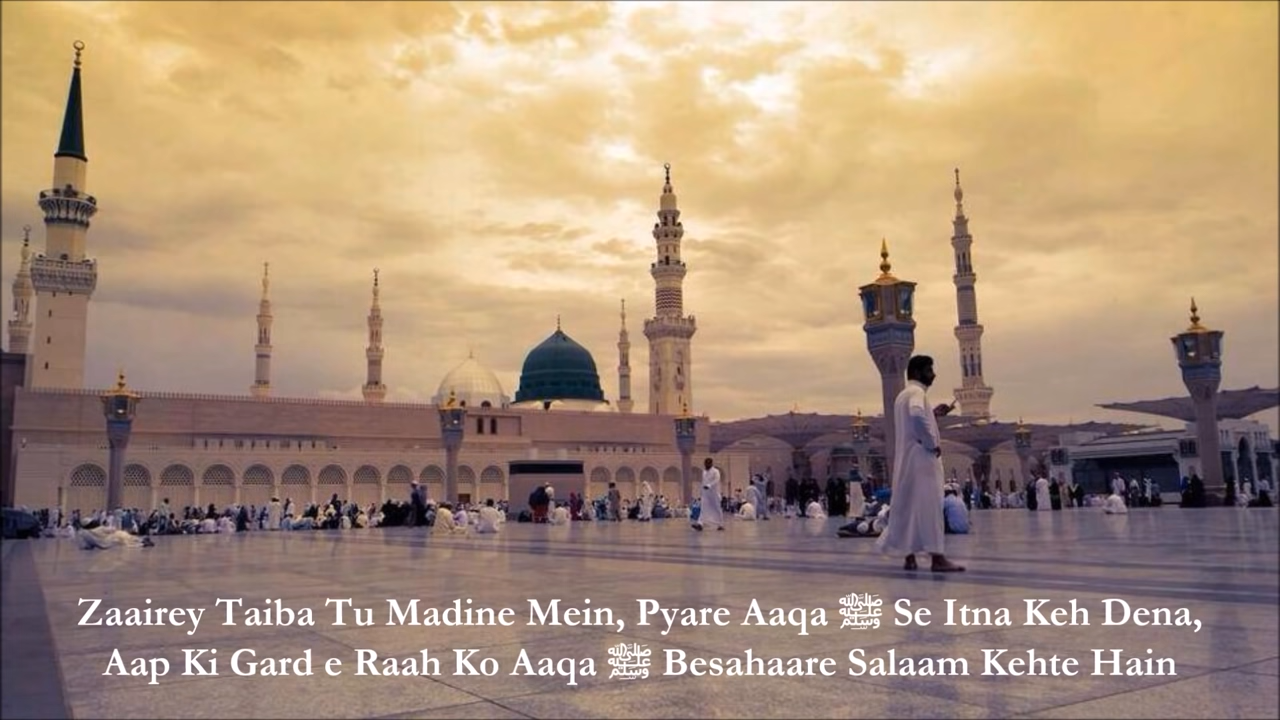 Zaairey Taiba Tu Madine Mein, Pyare Aaqa ﷺ Se Itna Keh Dena,
Aap Ki Gard e Raah Ko Aaqa ﷺ Besahaare Salaam Kehte Hain